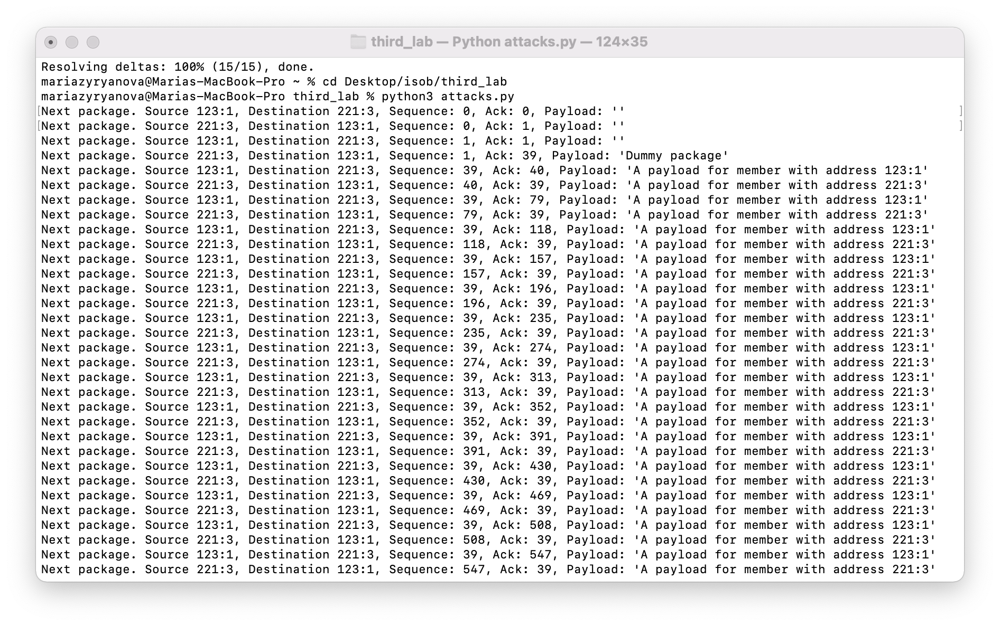 third_lab — Python attacks.py — 124×35
Resolving deltas: 100% (15/15), done.
mariazyryanova@Marias-MacBook-Pro ~ % cd Desktop/isob/third_lab
mariazyryanova@Marias-MacBook-Pro third_lab % python3 attacks.py
[Next package. Source 123:1, Destination 221:3, Sequence: 0, Ack: 0, Payload: '' ]
[Next package. Source 221:3, Destination 123:1, Sequence: 0, Ack: 1, Payload: '' ]
Next package. Source 123:1, Destination 221:3, Sequence: 1, Ack: 1, Payload: ''
Next package. Source 221:3, Destination 123:1, Sequence: 1, Ack: 39, Payload: 'Dummy package'
Next package. Source 123:1, Destination 221:3, Sequence: 39, Ack: 40, Payload: 'A payload for member with address 123:1'
Next package. Source 221:3, Destination 123:1, Sequence: 40, Ack: 39, Payload: 'A payload for member with address 221:3'
Next package. Source 123:1, Destination 221:3, Sequence: 39, Ack: 79, Payload: 'A payload for member with address 123:1'
Next package. Source 221:3, Destination 123:1, Sequence: 79, Ack: 39, Payload: 'A payload for member with address 221:3'
Next package. Source 123:1, Destination 221:3, Sequence: 39, Ack: 118, Payload: 'A payload for member with address 123:1'
Next package. Source 221:3, Destination 123:1, Sequence: 118, Ack: 39, Payload: 'A payload for member with address 221:3'
Next package. Source 123:1, Destination 221:3, Sequence: 39, Ack: 157, Payload: 'A payload for member with address 123:1'
Next package. Source 221:3, Destination 123:1, Sequence: 157, Ack: 39, Payload: 'A payload for member with address 221:3'
Next package. Source 123:1, Destination 221:3, Sequence: 39, Ack: 196, Payload: 'A payload for member with address 123:1'
Next package. Source 221:3, Destination 123:1, Sequence: 196, Ack: 39, Payload: 'A payload for member with address 221:3'
Next package. Source 123:1, Destination 221:3, Sequence: 39, Ack: 235, Payload: 'A payload for member with address 123:1'
Next package. Source 221:3, Destination 123:1, Sequence: 235, Ack: 39, Payload: 'A payload for member with address 221:3'
Next package. Source 123:1, Destination 221:3, Sequence: 39, Ack: 274, Payload: 'A payload for member with address 123:1'
Next package. Source 221:3, Destination 123:1, Sequence: 274, Ack: 39, Payload: 'A payload for member with address 221:3'
Next package. Source 123:1, Destination 221:3, Sequence: 39, Ack: 313, Payload: 'A payload for member with address 123:1'
Next package. Source 221:3, Destination 123:1, Sequence: 313, Ack: 39, Payload: 'A payload for member with address 221:3'
Next package. Source 123:1, Destination 221:3, Sequence: 39, Ack: 352, Payload: 'A payload for member with address 123:1'
Next package. Source 221:3, Destination 123:1, Sequence: 352, Ack: 39, Payload: 'A payload for member with address 221:3'
Next package. Source 123:1, Destination 221:3, Sequence: 39, Ack: 391, Payload: 'A payload for member with address 123:1'
Next package. Source 221:3, Destination 123:1, Sequence: 391, Ack: 39, Payload: 'A payload for member with address 221:3'
Next package. Source 123:1, Destination 221:3, Sequence: 39, Ack: 430, Payload: 'A payload for member with address 123:1'
Next package. Source 221:3, Destination 123:1, Sequence: 430, Ack: 39, Payload: 'A payload for member with address 221:3'
Next package. Source 123:1, Destination 221:3, Sequence: 39, Ack: 469, Payload: 'A payload for member with address 123:1'
Next package. Source 221:3, Destination 123:1, Sequence: 469, Ack: 39, Payload: 'A payload for member with address 221:3'
Next package. Source 123:1, Destination 221:3, Sequence: 39, Ack: 508, Payload: 'A payload for member with address 123:1'
Next package. Source 221:3, Destination 123:1, Sequence: 508, Ack: 39, Payload: 'A payload for member with address 221:3'
Next package. Source 123:1, Destination 221:3, Sequence: 39, Ack: 547, Payload: 'A payload for member with address 123:1'
Next package. Source 221:3, Destination 123:1, Sequence: 547, Ack: 39, Payload: 'A payload for member with address 221:3'